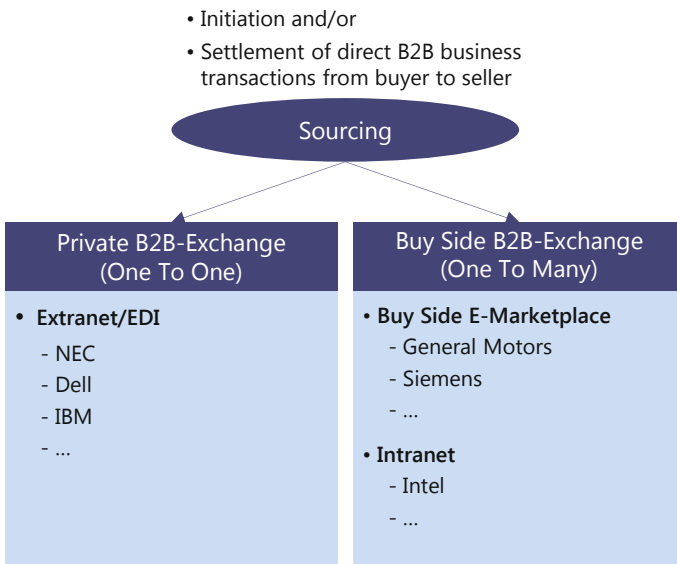 • Initiation and/or
• Settlement of direct B2B business
transactions from buyer to seller
Sourcing
Private B2B-Exchange
(One To One)
• Extranet/EDI
- NEC
- Dell
- IBM
- ...
Buy Side B2B-Exchange
(One To Many)
• Buy Side E-Marketplace
- General Motors
- Siemens
- ...
• Intranet
- Intel
- ...